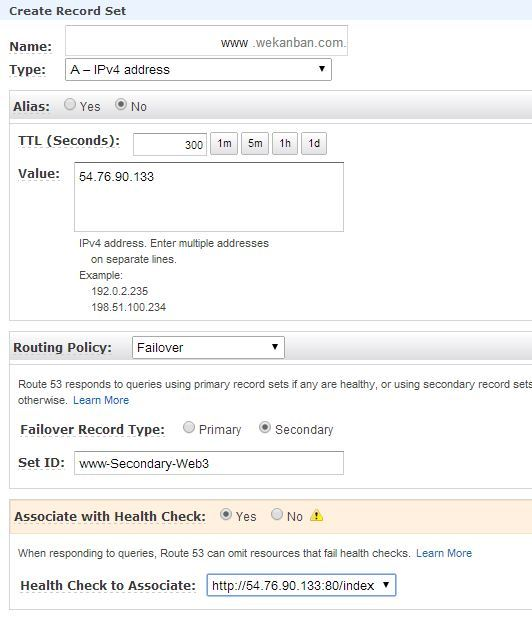 Create Record Set
Name: www .wekanban.com.
Type: A – IPv4 address
Alias: Yes No
TTL (Seconds): 300 1m 5m 1h 1d
Value: 54.76.90.133
IPv4 address. Enter multiple addresses
on separate lines.
Example:
192.0.2.235
198.51.100.234
Routing Policy: Failover
Route 53 responds to queries using primary record sets if any are healthy, or using secondary record sets
otherwise. Learn More
Failover Record Type: Primary Secondary
Set ID: www-Secondary-Web3
Associate with Health Check: Yes No
When responding to queries, Route 53 can omit resources that fail health checks. Learn More
Health Check to Associate: http://54.76.90.133:80/index